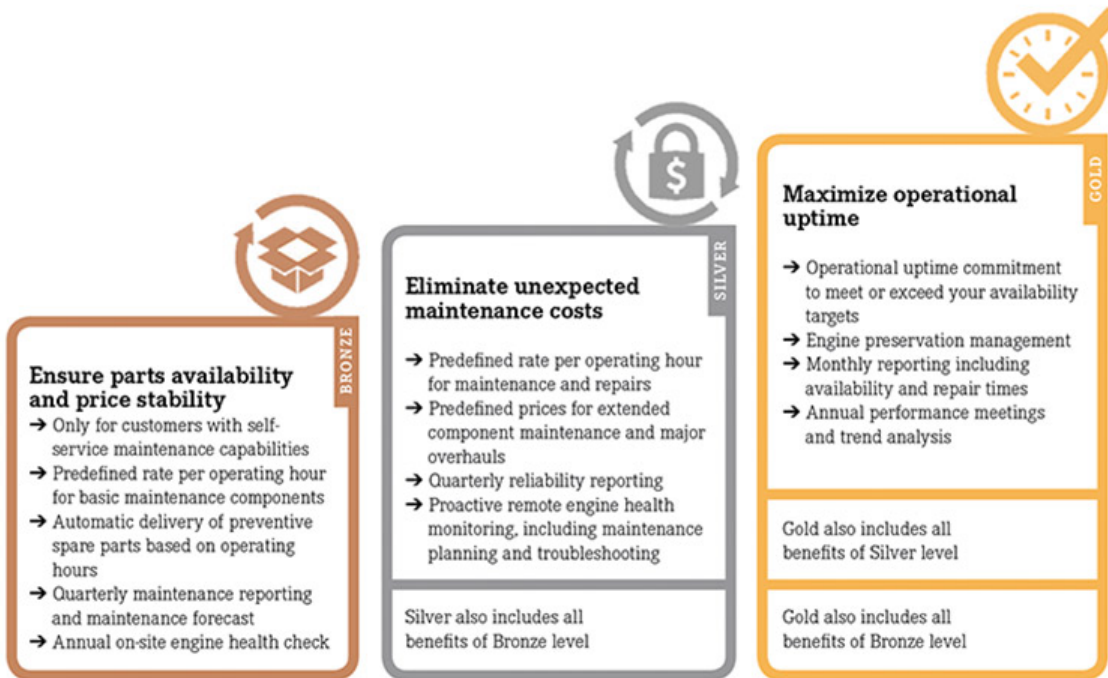 BRONZE
Ensure parts availability
and price stability
➔ Only for customers with self-
service maintenance capabilities
➔ Predefined rate per operating hour
for basic maintenance components
➔ Automatic delivery of preventive
spare parts based on operating
hours
➔ Quarterly maintenance reporting
and maintenance forecast
➔ Annual on-site engine health check
$
SILVER
Eliminate unexpected
maintenance costs
➔ Predefined rate per operating hour
for maintenance and repairs
➔ Predefined prices for extended
component maintenance and major
overhauls
➔ Quarterly reliability reporting
➔ Proactive remote engine health
monitoring, including maintenance
planning and troubleshooting
Silver also includes all
benefits of Bronze level
GOLD
Maximize operational
uptime
➔ Operational uptime commitment
to meet or exceed your availability
targets
➔ Engine preservation management
➔ Monthly reporting including
availability and repair times
➔ Annual performance meetings
and trend analysis
Gold also includes all
benefits of Silver level
Gold also includes all
benefits of Bronze level